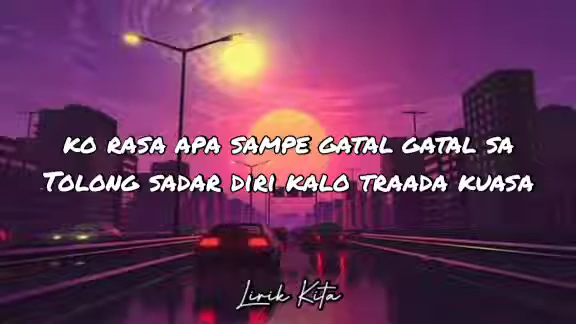 KO RASA APA SAMPE GATAL GATAL SA
TOLONG SADAR DIRI KALO TRAADA KUASA
Lirik Kita